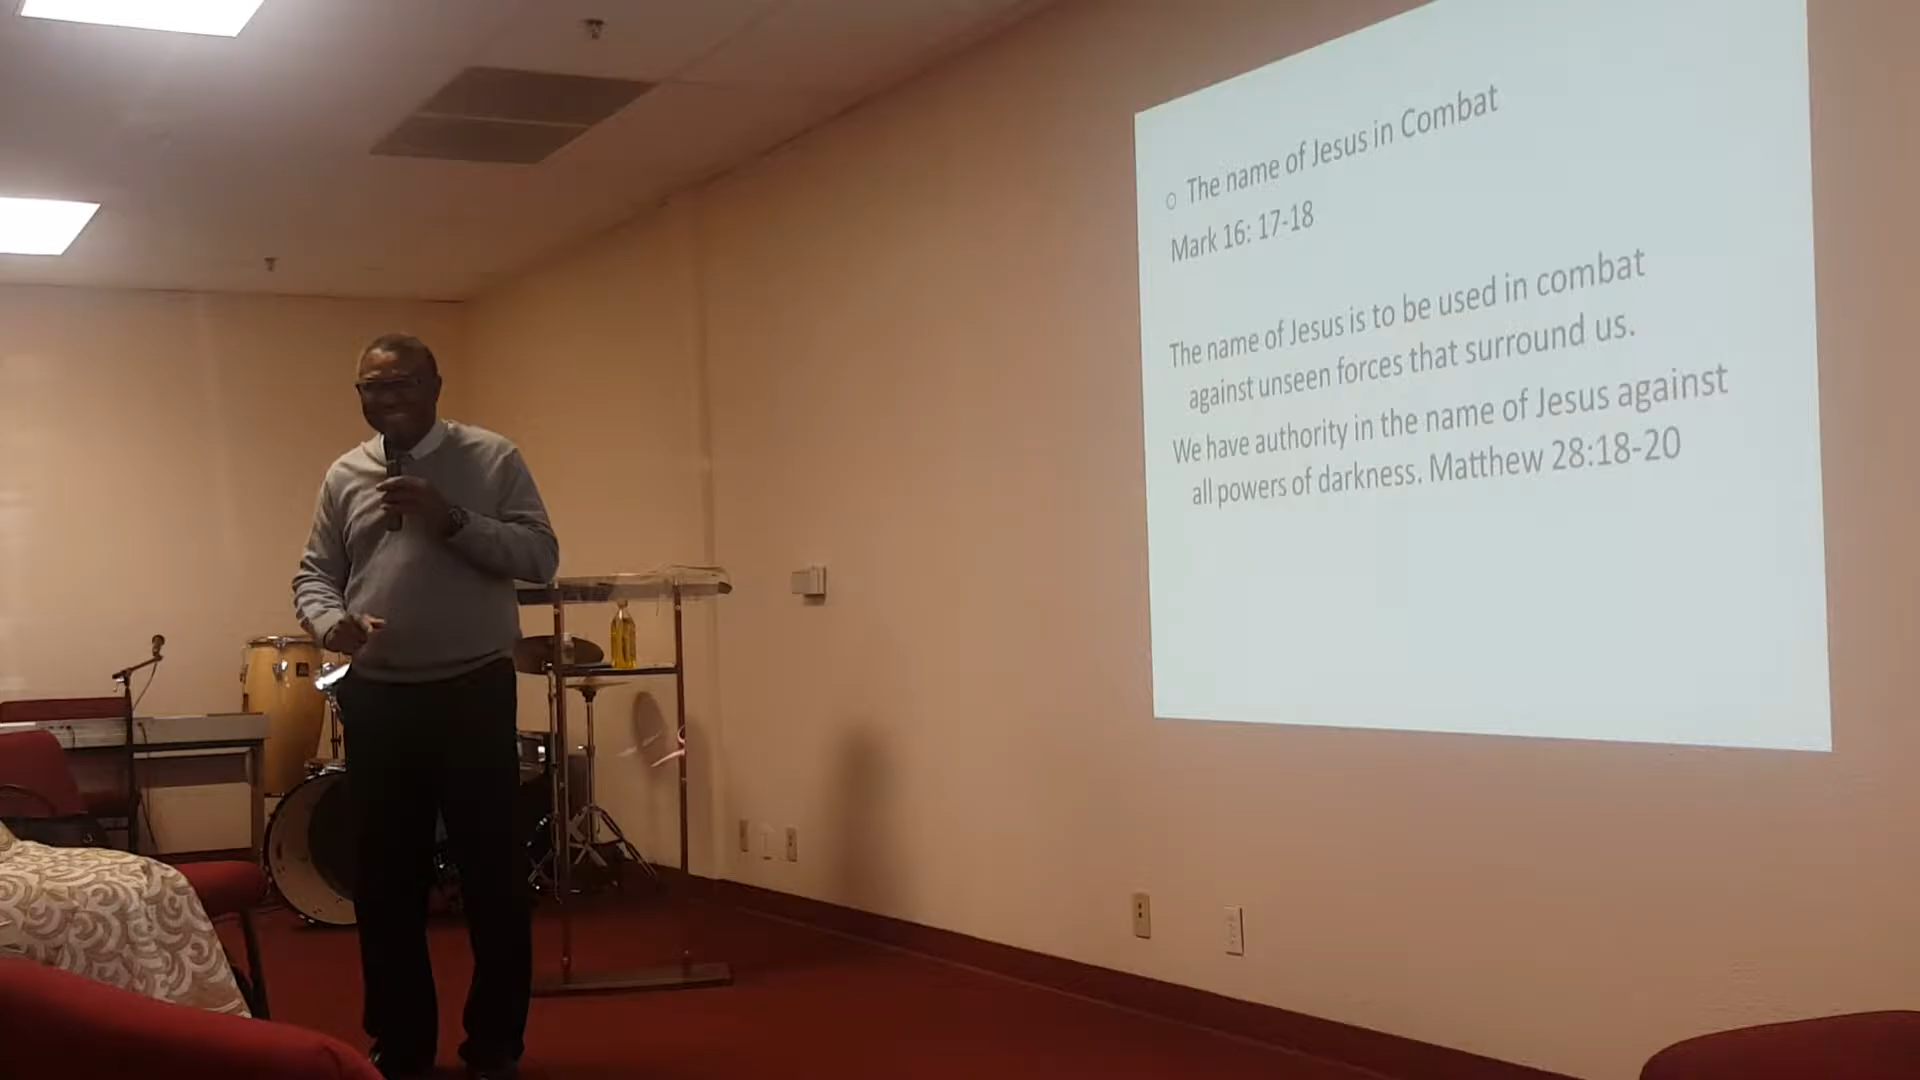 ○ The name of Jesus in Combat
Mark 16: 17-18
The name of Jesus is to be used in combat
against unseen forces that surround us.
We have authority in the name of Jesus against
all powers of darkness. Matthew 28:18-20